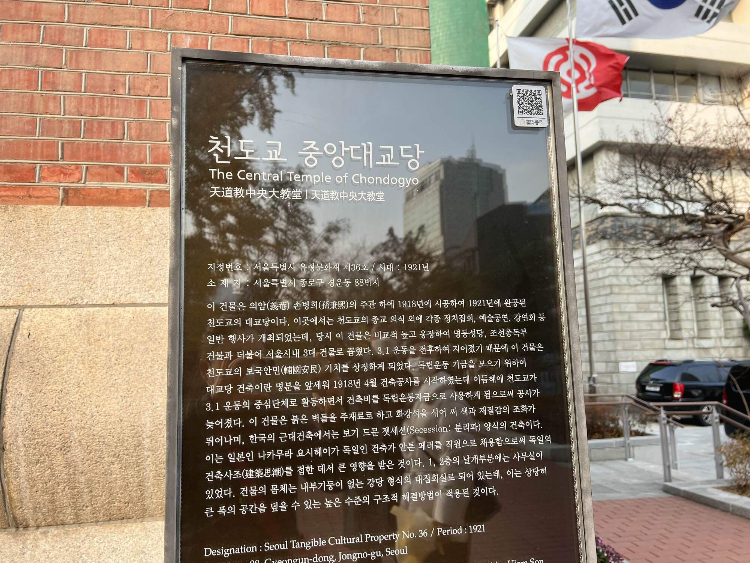 천도교 중앙대교당
The Central Temple of Chondogyo
天道教中央大教堂 | 天道教中央大教堂
지정번호 : 서울특별시 유형문화재 제36호 / 시대 : 1921년
소 재 지 : 서울특별시 종로구 경운동 88번지
이 건물은 의암(義菴) 손병희(孫秉熙)의 주관 하에 1918년에 시공하여 1921년에 완공된
천도교의 대교당이다. 이곳에서는 천도교의 종교 의식 외에 각종 정치집회, 예술공연, 강연회 등
일반 행사가 개최되었는데, 당시 이 건물은 비교적 높고 웅장하여 명동성당, 조선총독부
건물과 더불어 서울시내 3대 건물로 꼽혔다. 3.1 운동을 전후하여 지어졌기 때문에 이 건물은
천도교의 보국안민(輔國安民) 기치를 상징하게 되었다. 독립운동 기금을 모으기 위하여
대교당 건축이란 명분을 앞세워 1918년 4월 건축공사를 시작하였는데 이듬해에 천도교가
3.1 운동의 중심단체로 활동하면서 건축비를 독립운동자금으로 사용하게 됨으로써 공사가
늦어졌다. 이 건물은 붉은 벽돌을 주재료로 하고 화강석을 섞어 써 색과 재질감의 조화가
뛰어나며, 한국의 근대건축에서는 보기 드문 젯세션(Secession: 분리파) 양식의 건축이다.
이는 일본인 나카무라 요시헤이가 독일인 건축가 안톤 펠러를 직원으로 채용함으로써 독일의
건축사조(建築思潮)를 접한 데서 큰 영향을 받은 것이다. 1, 2층의 날개부분에는 사무실이
있었다. 건물의 몸체는 내부기둥이 없는 강당 형식의 대집회실로 되어 있는데, 이는 상당히
큰 폭의 공간을 덮을 수 있는 높은 수준의 구조적 해결방법이 적용된 것이다.
Designation : Seoul Tangible Cultural Property No. 36 / Period : 1921
88, Gyeongun-dong, Jongno-gu, Seoul